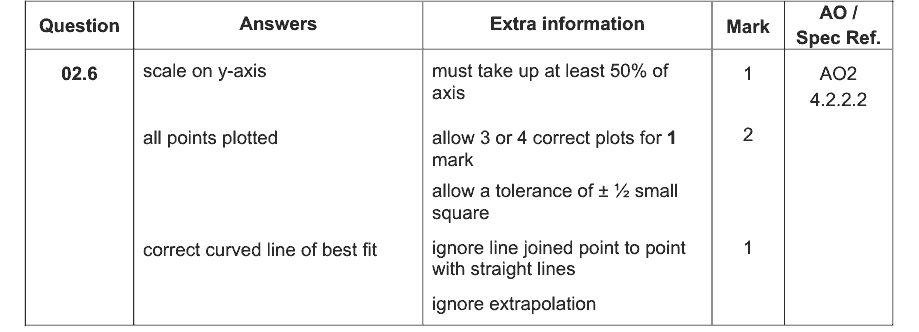 Question Answers Extra information Mark AO /
Spec Ref.
02.6 scale on y-axis must take up at least 50% of 1 AO2
axis 4.2.2.2
all points plotted allow 3 or 4 correct plots for 1 2
mark
allow a tolerance of ± ½ small
square
correct curved line of best fit ignore line joined point to point 1
with straight lines
ignore extrapolation